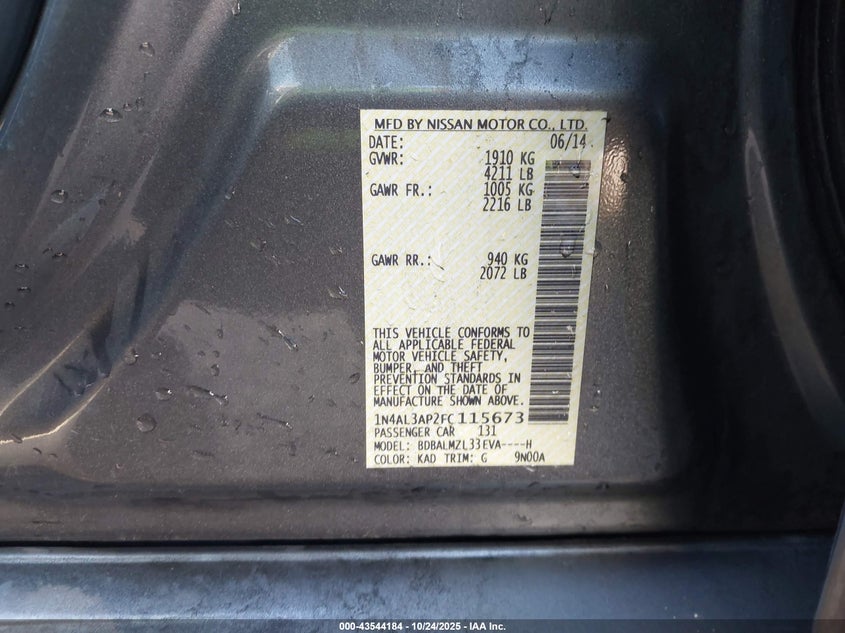 MFD BY NISSAN MOTOR CO., LTD.
DATE: 06/14
GVWR: 1910 KG
4211 LB
GAWR FR.: 1005 KG
2216 LB
GAWR RR.: 940 KG
2072 LB
THIS VEHICLE CONFORMS TO
ALL APPLICABLE FEDERAL
MOTOR VEHICLE SAFETY,
BUMPER, AND THEFT
PREVENTION STANDARDS IN
EFFECT ON THE DATE OF
MANUFACTURE SHOWN ABOVE.
1N4AL3AP2FC115673
PASSENGER CAR 131
MODEL: BDBALMZL33EVA----H
COLOR: KAD TRIM: G 9N00A
000-43544184 • 10/24/2025 • IAA Inc.